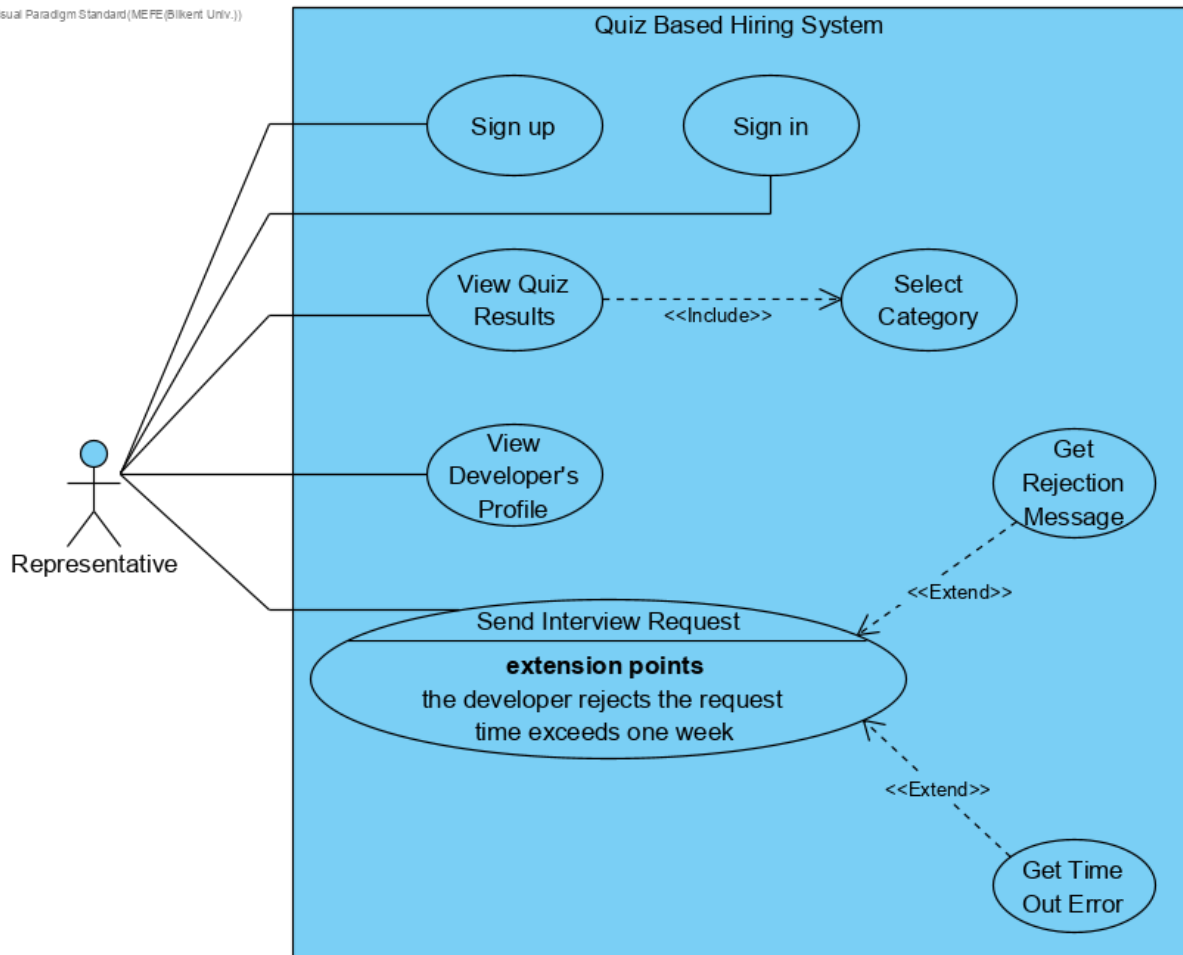 sual Paradigm Standard(MEFE(Bilkent Univ.))
Quiz Based Hiring System
Sign up
Sign in
View Quiz
Results
<<Include>>
Select
Category
View
Developer's
Profile
Get
Rejection
Message
Representative
<<Extend>>
Send Interview Request
extension points
the developer rejects the request
time exceeds one week
<<Extend>>
Get Time
Out Error